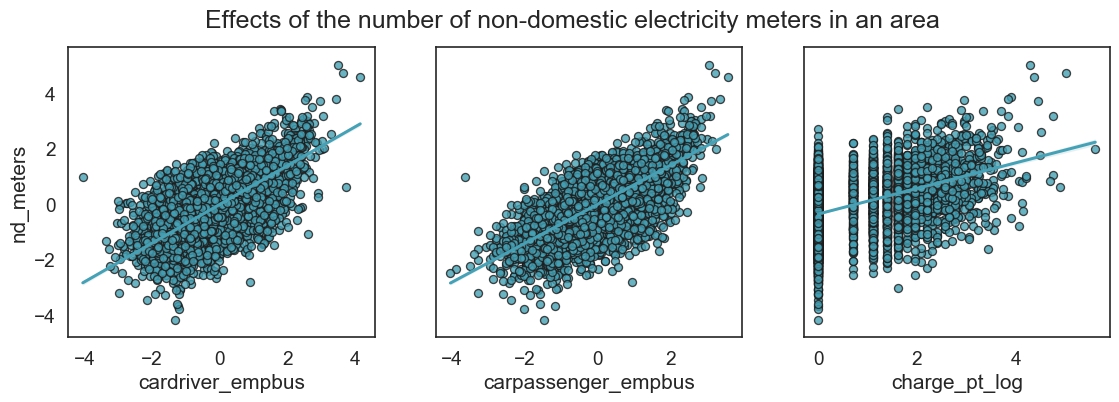 Effects of the number of non-domestic electricity meters in an area
nd_meters
4
2
0
−2
−4
−4 −2 0 2 4
cardriver_empbus
−4 −2 0 2
carpassenger_empbus
0 2 4
charge_pt_log